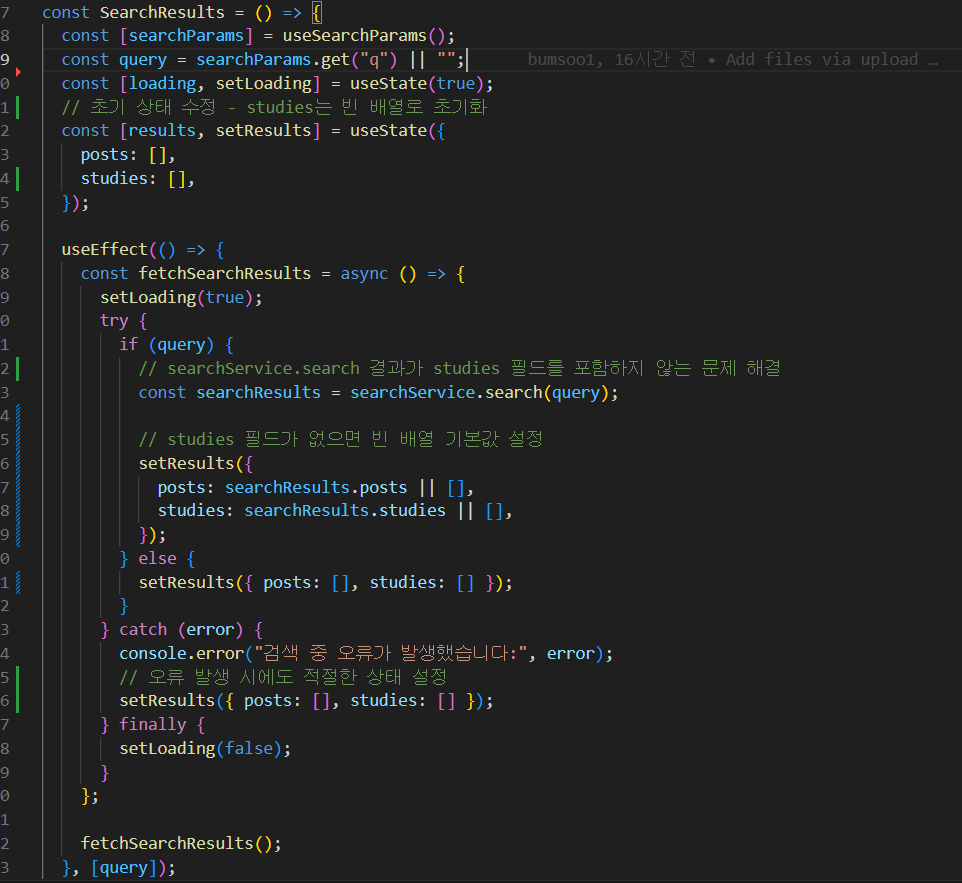 7 const SearchResults = () => {
8 const [searchParams] = useSearchParams();
9 const query = searchParams.get("q") || ""; bumsoo1, 16시간 전 • Add files via upload …
0 const [loading, setLoading] = useState(true);
1 // 초기 상태 수정 - studies는 빈 배열로 초기화
2 const [results, setResults] = useState({
3 posts: [],
4 studies: [],
5 });
6
7 useEffect(() => {
8 const fetchSearchResults = async () => {
9 setLoading(true);
0 try {
1 if (query) {
2 // searchService.search 결과가 studies 필드를 포함하지 않는 문제 해결
3 const searchResults = searchService.search(query);
4
5 // studies 필드가 없으면 빈 배열 기본값 설정
6 setResults({
7 posts: searchResults.posts || [],
8 studies: searchResults.studies || [],
9 });
0 } else {
1 setResults({ posts: [], studies: [] });
2 }
3 } catch (error) {
4 console.error("검색 중 오류가 발생했습니다:", error);
5 // 오류 발생 시에도 적절한 상태 설정
6 setResults({ posts: [], studies: [] });
7 } finally {
8 setLoading(false);
9 }
0 };
1
2 fetchSearchResults();
3 }, [query]);